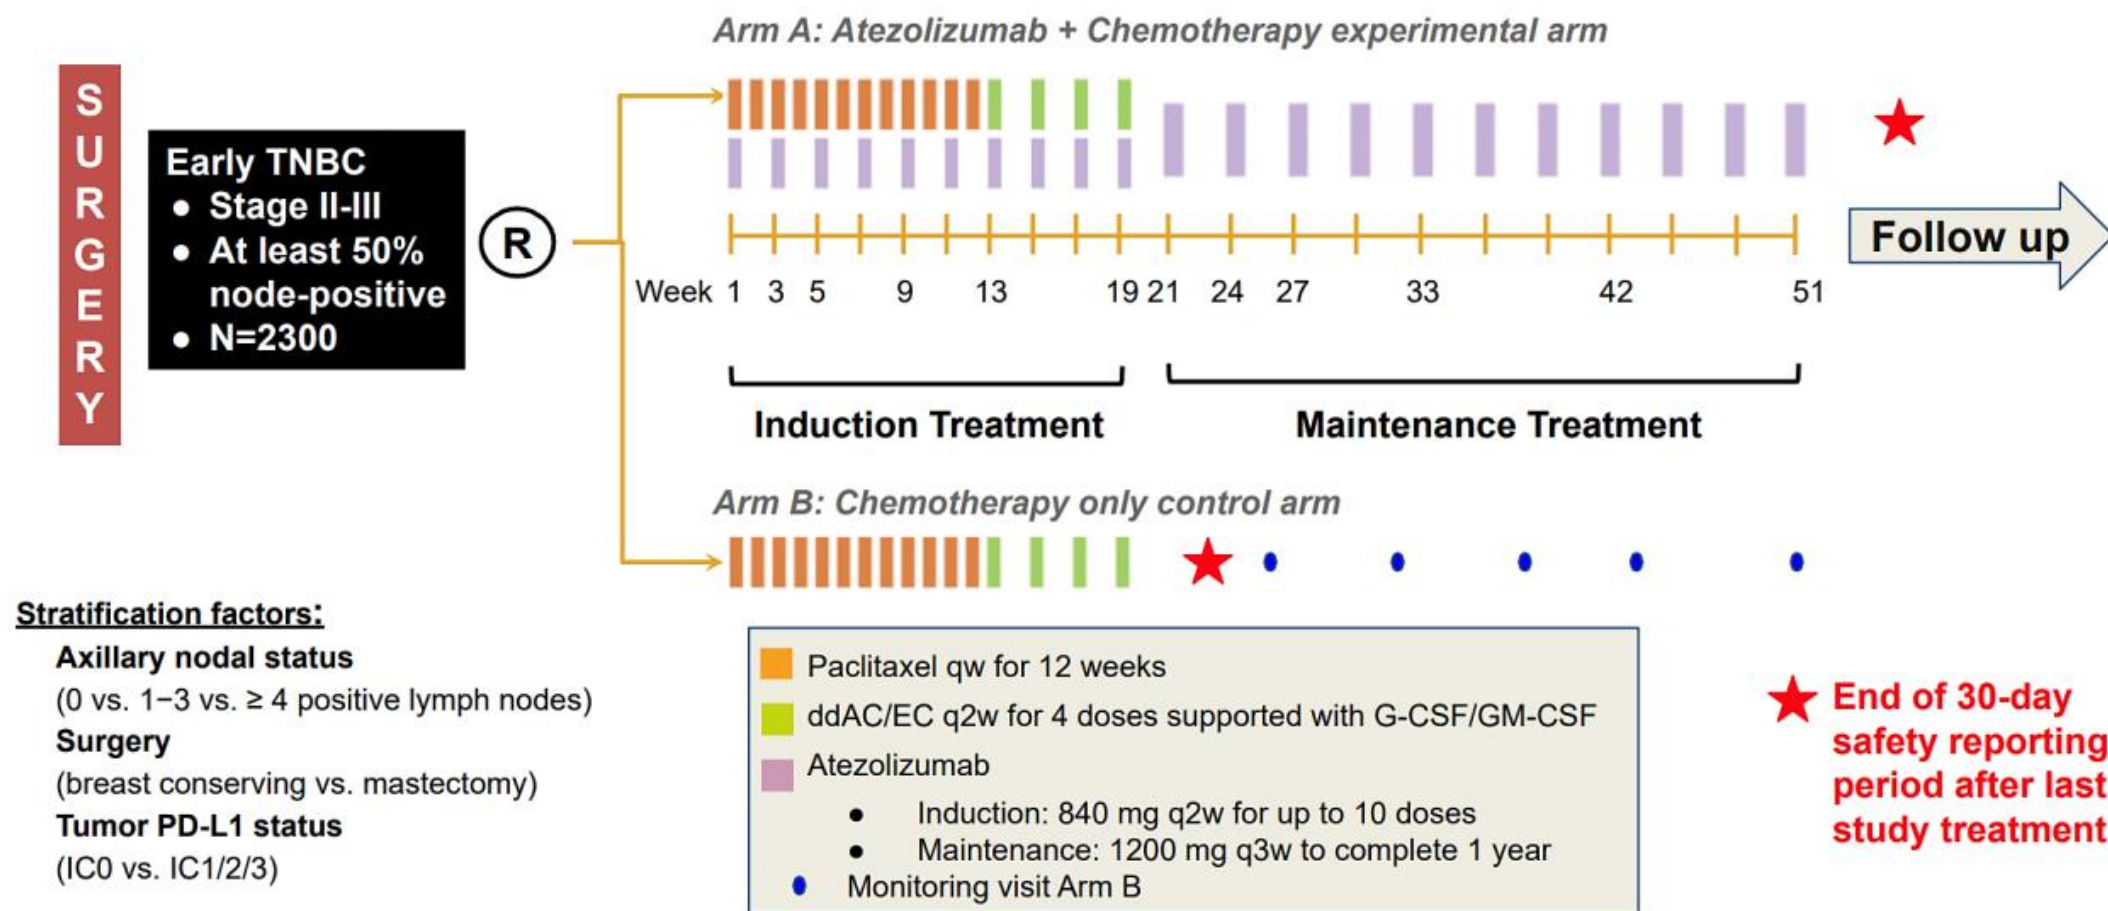 SURGERY
Early TNBC
● Stage II-III
● At least 50%
node-positive
● N=2300
R
Arm A: Atezolizumab + Chemotherapy experimental arm
Week 1 3 5 9 13 19 21 24 27 33 42 51
Follow up
Induction Treatment
Maintenance Treatment
Arm B: Chemotherapy only control arm
Stratification factors:
Axillary nodal status
(0 vs. 1−3 vs. ≥ 4 positive lymph nodes)
Surgery
(breast conserving vs. mastectomy)
Tumor PD-L1 status
(IC0 vs. IC1/2/3)
Paclitaxel qw for 12 weeks
ddAC/EC q2w for 4 doses supported with G-CSF/GM-CSF
Atezolizumab
● Induction: 840 mg q2w for up to 10 doses
● Maintenance: 1200 mg q3w to complete 1 year
Monitoring visit Arm B
End of 30-day
safety reporting
period after last
study treatment